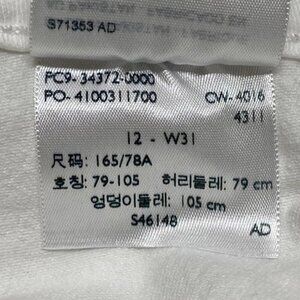 S71353 AD
PC9- 34372-0000
PO- 4100311700 CW- 4016
4311
12 - W31
尺码: 165/78A
호칭: 79-105 허리둘레: 79 cm
엉덩이둘레: 105 cm
S46148 AD